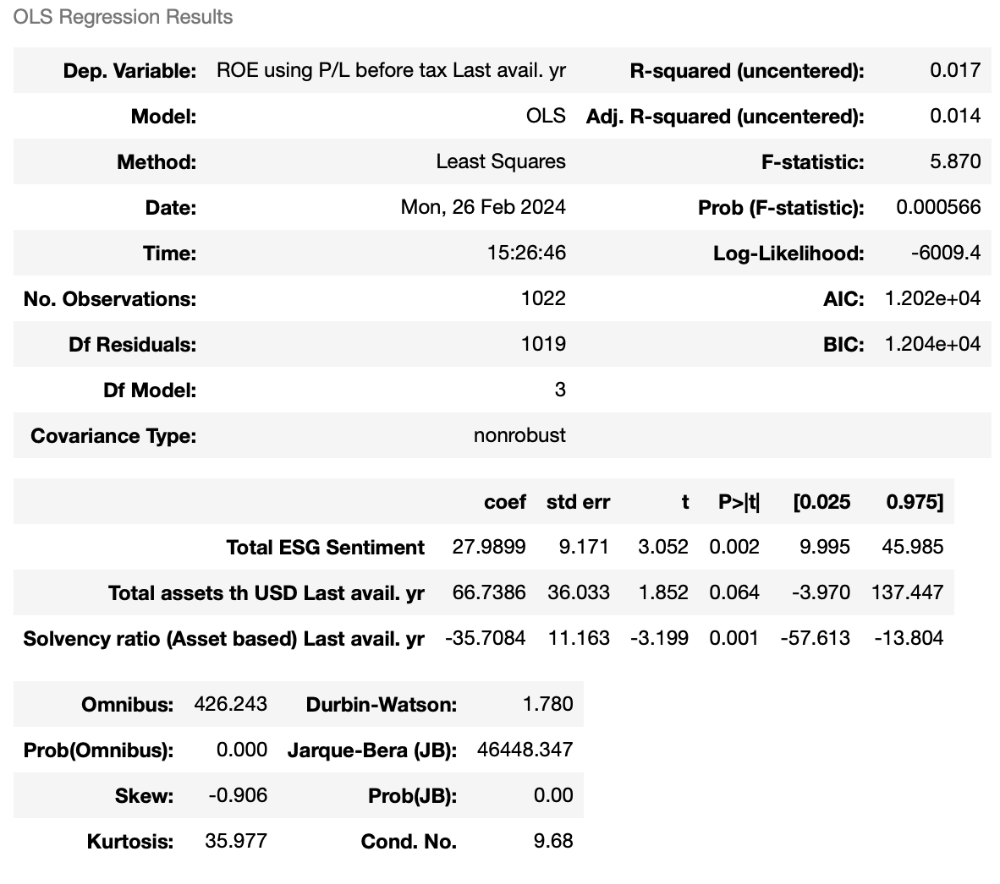 OLS Regression Results
Dep. Variable: ROE using P/L before tax Last avail. yr R-squared (uncentered): 0.017
Model: OLS Adj. R-squared (uncentered): 0.014
Method: Least Squares F-statistic: 5.870
Date: Mon, 26 Feb 2024 Prob (F-statistic): 0.000566
Time: 15:26:46 Log-Likelihood: -6009.4
No. Observations: 1022 AIC: 1.202e+04
Df Residuals: 1019 BIC: 1.204e+04
Df Model: 3
Covariance Type: nonrobust
coef std err t P>|t| [0.025 0.975]
Total ESG Sentiment 27.9899 9.171 3.052 0.002 9.995 45.985
Total assets th USD Last avail. yr 66.7386 36.033 1.852 0.064 -3.970 137.447
Solvency ratio (Asset based) Last avail. yr -35.7084 11.163 -3.199 0.001 -57.613 -13.804
Omnibus: 426.243 Durbin-Watson: 1.780
Prob(Omnibus): 0.000 Jarque-Bera (JB): 46448.347
Skew: -0.906 Prob(JB): 0.00
Kurtosis: 35.977 Cond. No. 9.68